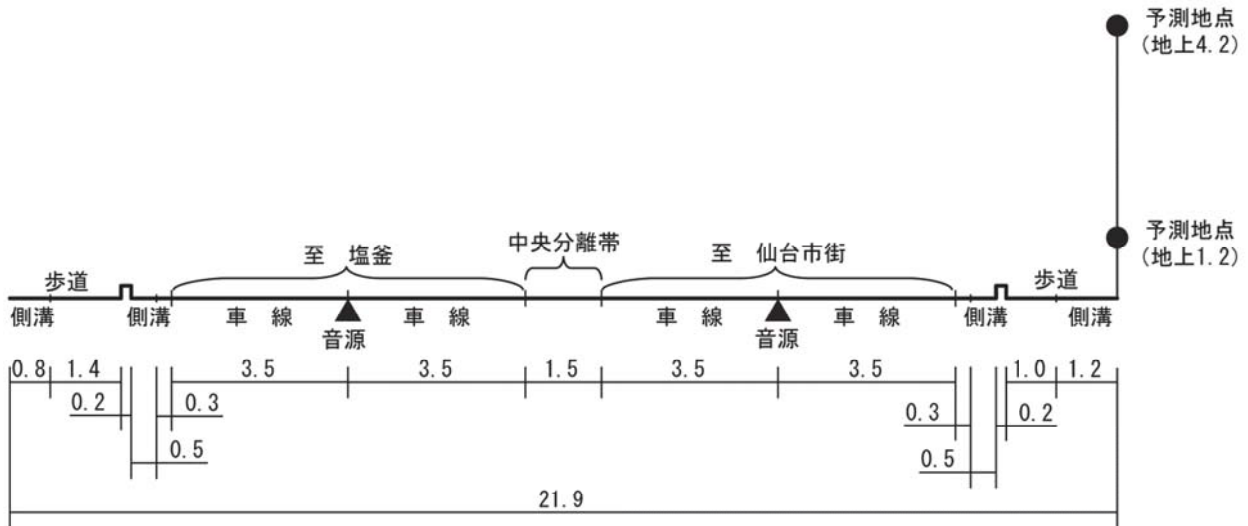 予測地点
(地上4.2)
予測地点
(地上1.2)
至 塩釜
中央分離帯
至 仙台市街
歩道
歩道
側溝
側溝
車 線
車 線
車 線
車 線
側溝
側溝
音源
音源
0.8
1.4
3.5
3.5
1.5
3.5
3.5
1.0
1.2
0.2
0.3
0.3
0.2
0.5
0.5
21.9